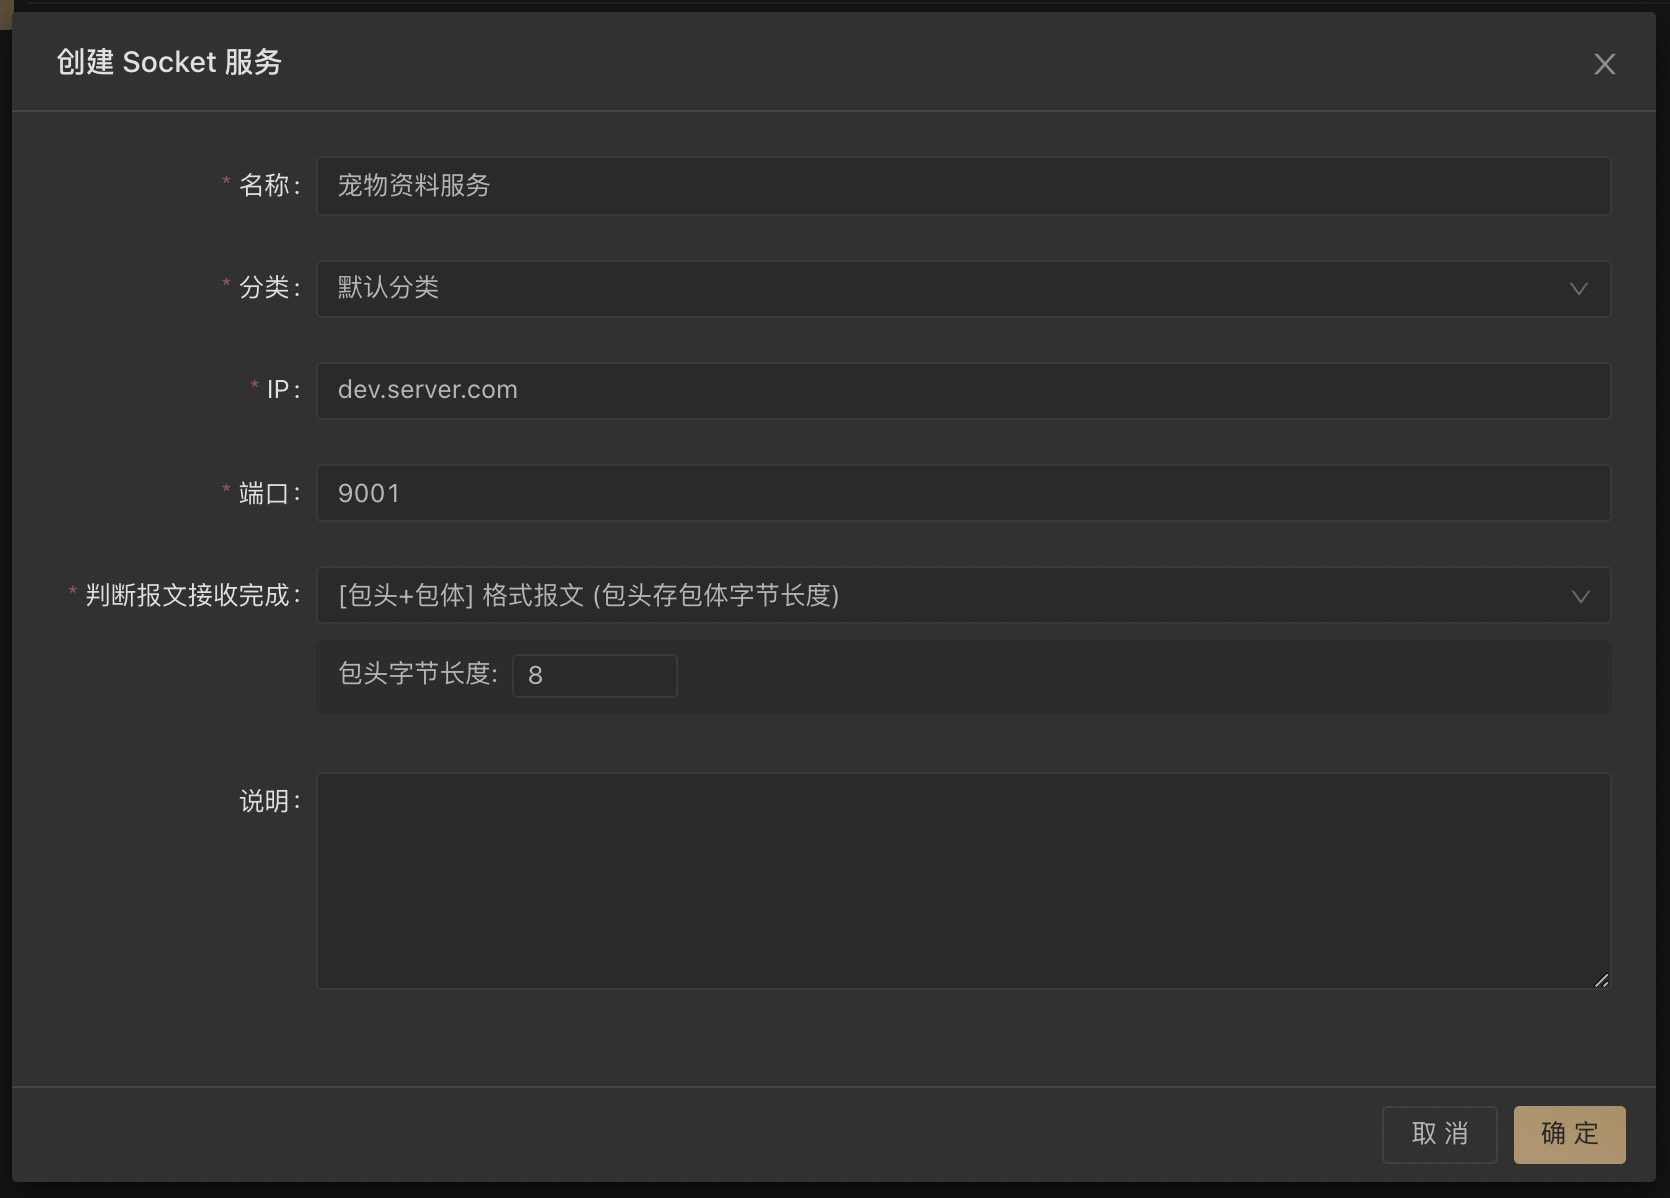 创建 Socket 服务
* 名称: 宠物资料服务
* 分类: 默认分类
* IP: dev.server.com
* 端口: 9001
* 判断报文接收完成: [包头+包体] 格式报文 (包头存包体字节长度)
包头字节长度: 8
说明:
取 消 确 定